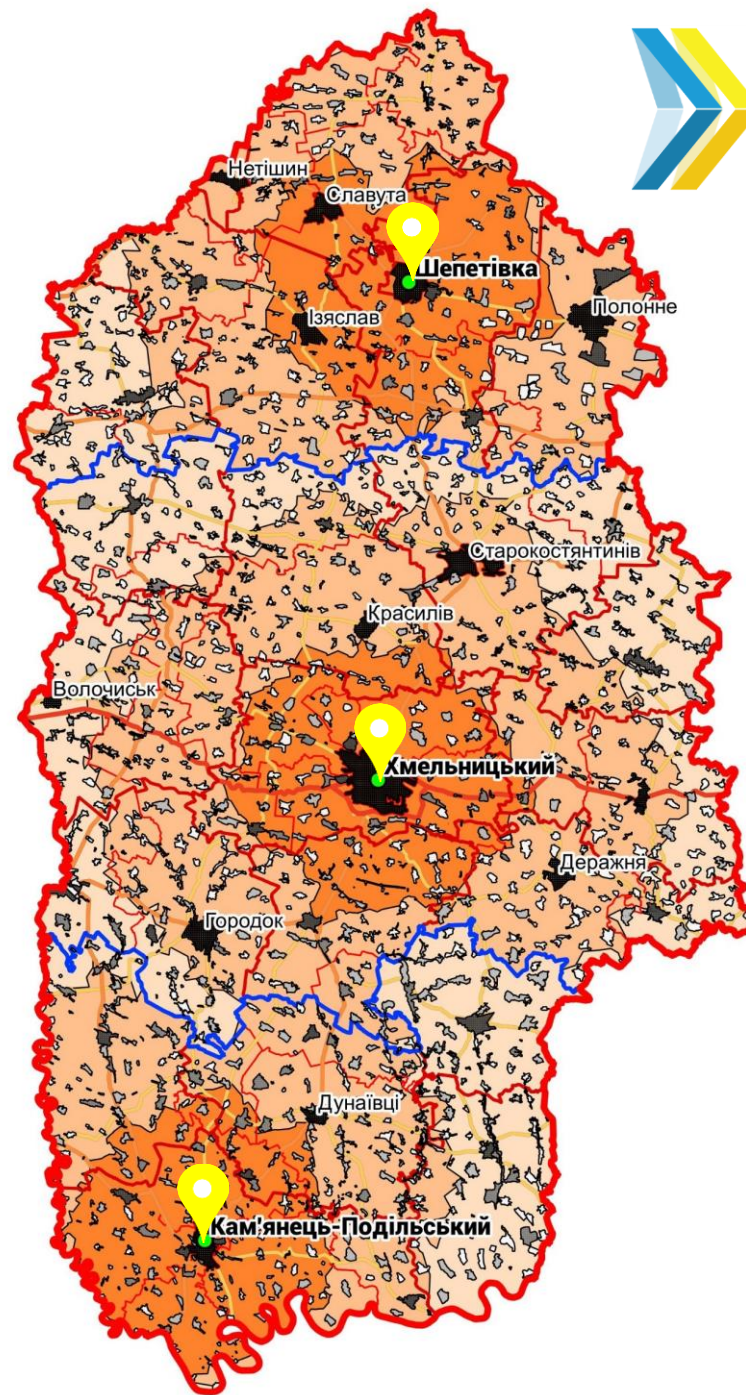 Нетішин
Славута
Шепетівка
Полонне
Ізяслав
Старокостянтинів
Красилів
Волочиськ
Хмельницький
Деражня
Городок
Дунаївці
Кам'янець-Подільський